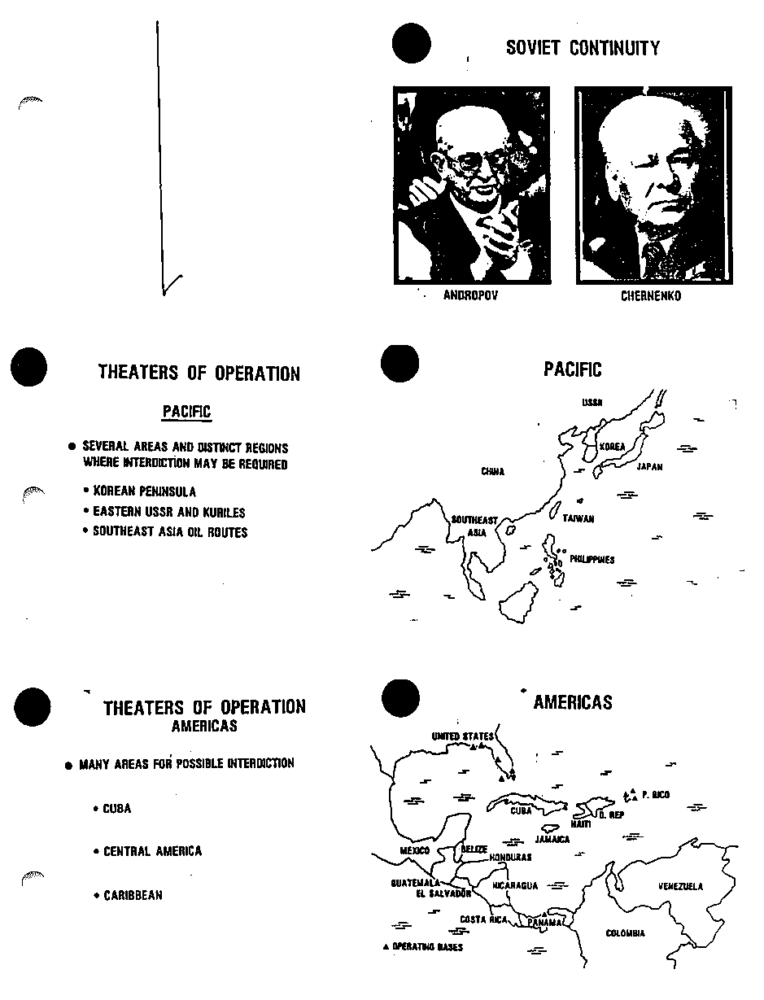 SOVIET CONTINUITY
ANDROPOV
CHERNENKO
THEATERS OF OPERATION
PACIFIC
● SEVERAL AREAS AND DISTINCT REGIONS
WHERE INTERDICTION MAY BE REQUIRED
• KOREAN PENINSULA
• EASTERN USSR AND KURILES
• SOUTHEAST ASIA OIL ROUTES
PACIFIC
USSR
KOREA
JAPAN
CHINA
TAIWAN
SOUTHEAST
ASIA
PHILIPPINES
THEATERS OF OPERATION
AMERICAS
● MANY AREAS FOR POSSIBLE INTERDICTION
• CUBA
• CENTRAL AMERICA
• CARIBBEAN
AMERICAS
UNITED STATES
P. RICO
CUBA
D. REP
HAITI
JAMAICA
MEXICO
BELIZE
HONDURAS
GUATEMALA
NICARAGUA
EL SALVADOR
VENEZUELA
COSTA RICA
PANAMA
COLOMBIA
▲ OPERATING BASES